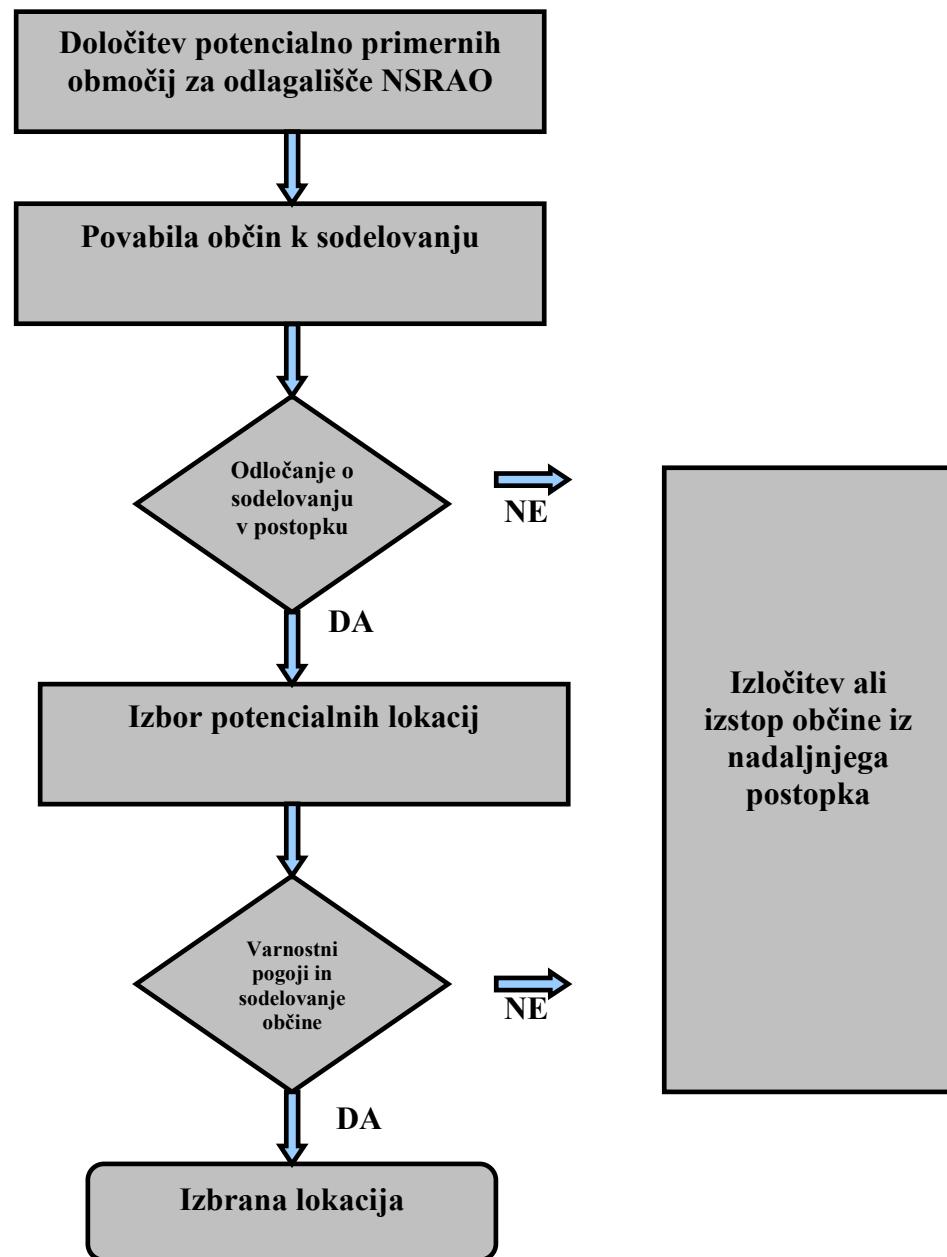 Določitev potencialno primernih
območij za odlagališče NSRAO
Povabila občin k sodelovanju
Odločanje o
sodelovanju
v postopku
NE
DA
Izbor potencialnih lokacij
Izločitev ali
izstop občine iz
nadaljnjega
postopka
Varnostni
pogoji in
sodelovanje
občine
NE
DA
Izbrana lokacija